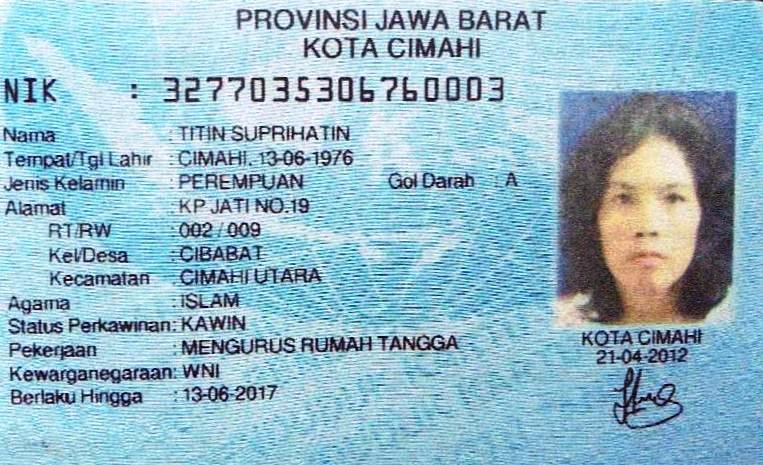 PROVINSI JAWA BARAT
KOTA CIMAHI
NIK : 3277035306760003
Nama : TITIN SUPRIHATIN
Tempat/Tgl Lahir : CIMAHI, 13-06-1976
Jenis Kelamin : PEREMPUAN Gol Darah : A
Alamat : KP JATI NO.19
RT/RW : 002 / 009
Kel/Desa : CIBABAT
Kecamatan : CIMAHI UTARA
Agama : ISLAM
Status Perkawinan: KAWIN
Pekerjaan : MENGURUS RUMAH TANGGA
Kewarganegaraan: WNI
Berlaku Hingga : 13-06-2017
KOTA CIMAHI
21-04-2012